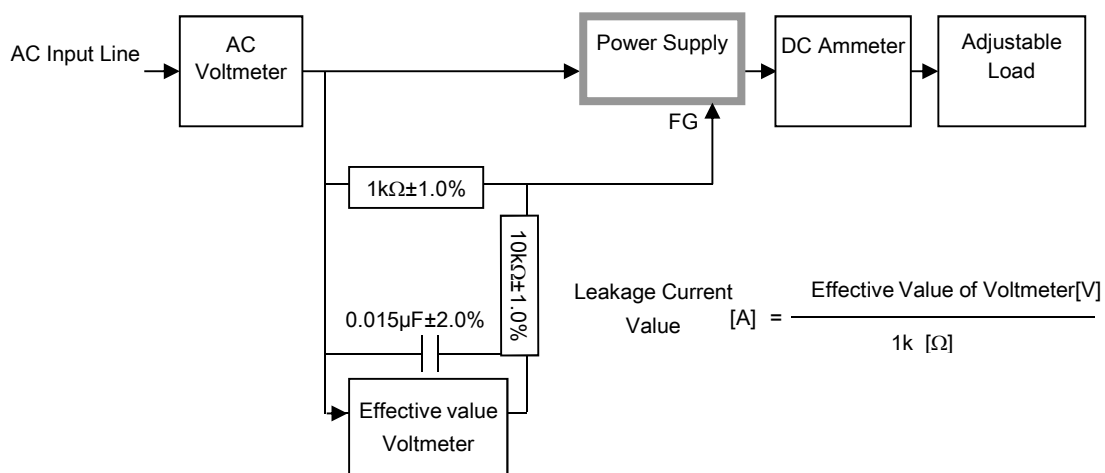 AC Input Line
AC
Voltmeter
Power Supply
DC Ammeter
Adjustable
Load
FG
1kΩ±1.0%
10kΩ±1.0%
0.015µF±2.0%
Effective value
Voltmeter
Leakage Current
Value
[A] =
Effective Value of Voltmeter[V]
1k [Ω]